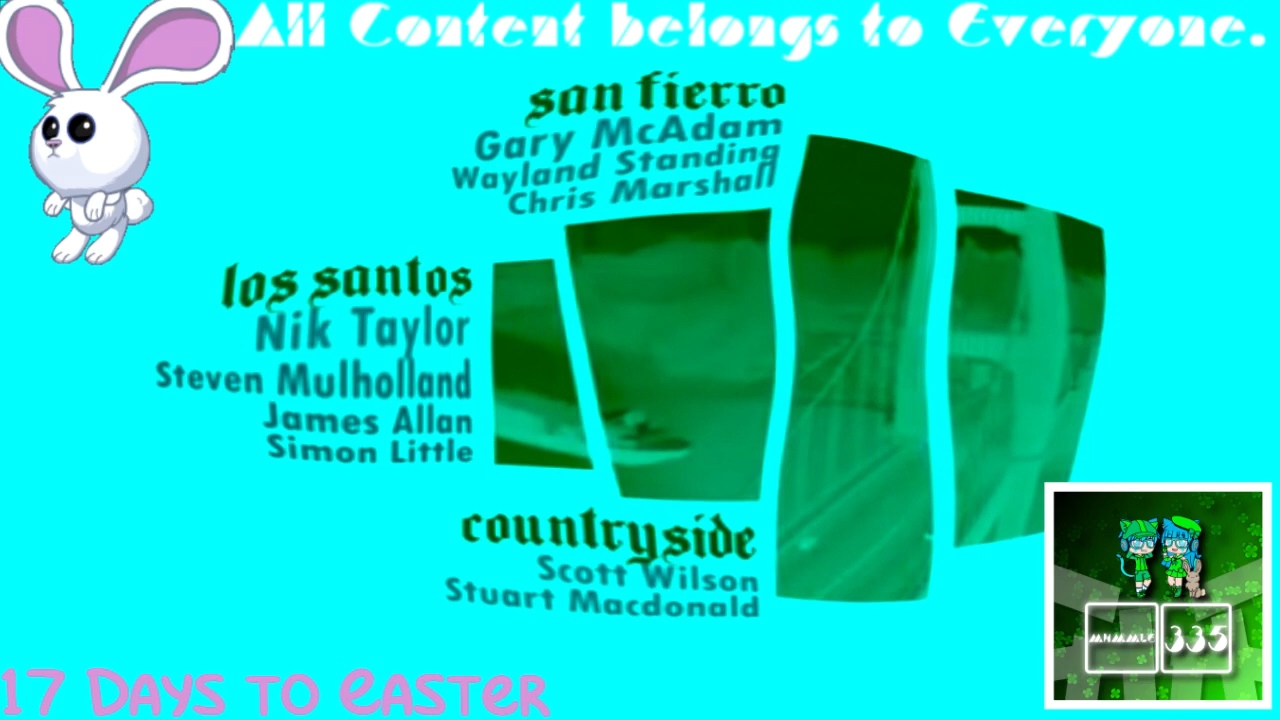 All Content belongs to Everyone.
san fierro
Gary McAdam
Wayland Standing
Chris Marshall
los santos
Nik Taylor
Steven Mulholland
James Allan
Simon Little
countryside
Scott Wilson
Stuart Macdonald
335
17 Days to Easter